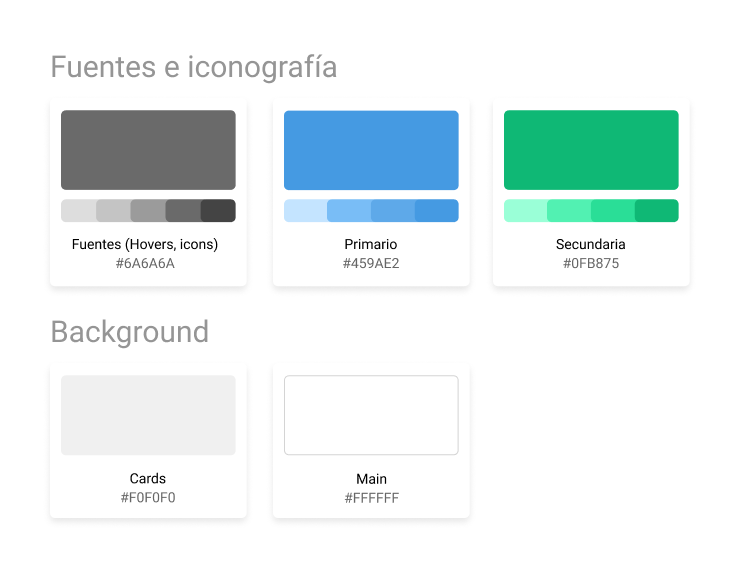 Fuentes e iconografía
Fuentes (Hovers, icons)
#6A6A6A
Primario
#459AE2
Secundaria
#0FB875
Background
Cards
#F0F0F0
Main
#FFFFFF